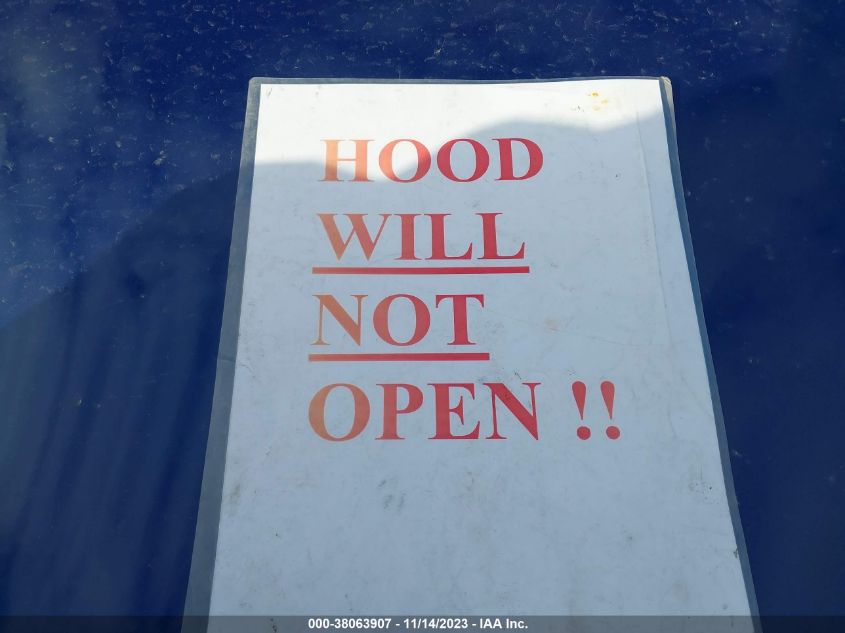 HOOD
WILL
NOT
OPEN !!
000-38063907 - 11/14/2023 - IAA Inc.